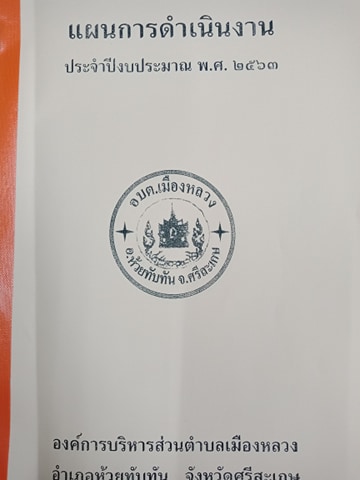 แผนการดำเนินงาน
ประจำปีงบประมาณ พ.ศ. ๒๕๖๓
อบต.เมืองหลวง
อ.ห้วยทับทัน จ.ศรีสะเกษ
องค์การบริหารส่วนตำบลเมืองหลวง
อำเภอห้วยทับทัน จังหวัดศรีสะเกษ